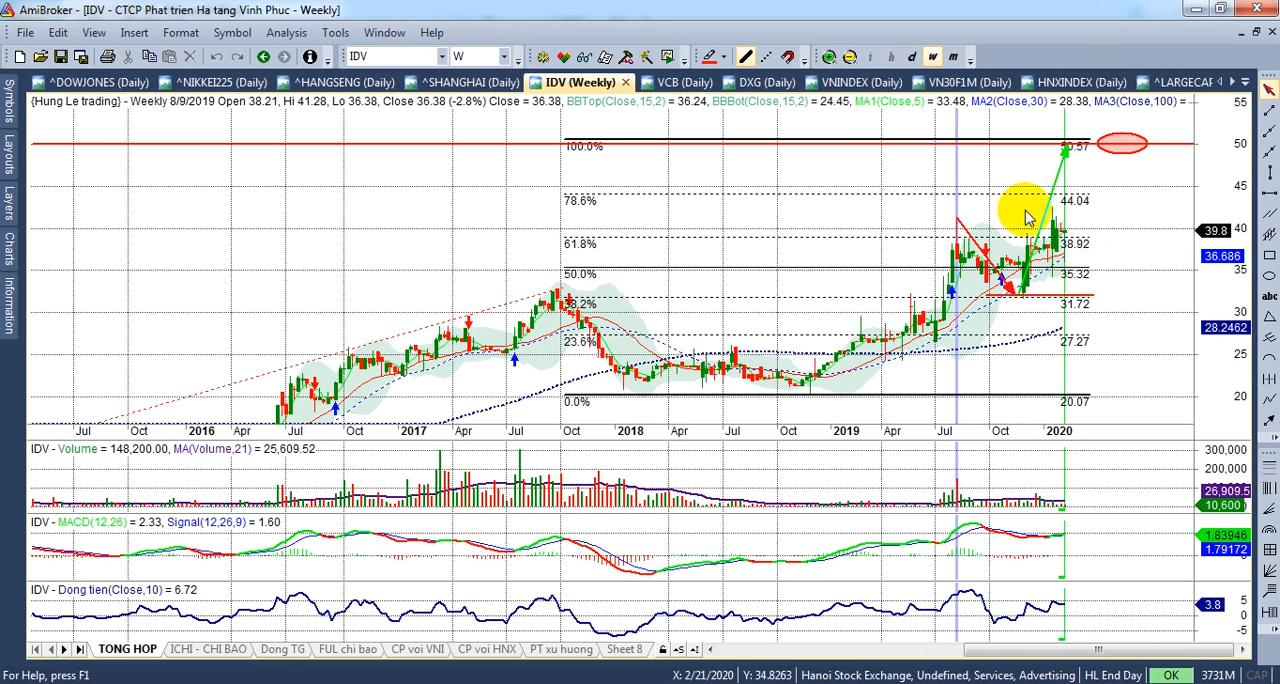 AmiBroker - [IDV - CTCP Phat trien Ha tang Vinh Phuc - Weekly]
File Edit View Insert Format Symbol Analysis Tools Window Help
IDV W i h d w m
^DOWJONES (Daily) ^NIKKEI225 (Daily) ^HANGSENG (Daily) ^SHANGHAI (Daily) IDV (Weekly) VCB (Daily) DXG (Daily) VNINDEX (Daily) VN30F1M (Daily) HNXINDEX (Daily) ^LARGECAP
Symbols
Layouts
Layers
Charts
Information
{Hung Le trading} - Weekly 8/9/2019 Open 38.21, Hi 41.28, Lo 36.38, Close 36.38 (-2.8%) Close = 36.38, BBTop(Close,15,2) = 36.24, BBBot(Close,15,2) = 24.45, MA1(Close,5) = 33.48, MA2(Close,30) = 28.38, MA3(Close,100) =
55
100.0% 50.57 50
45
78.6% 44.04
40
39.8
61.8% 38.92
36.686
35
50.0% 35.32
38.2% 31.72
30
28.2462
23.6% 27.27
25
20
0.0% 20.07
Jul Oct 2016 Apr Jul Oct 2017 Apr Jul Oct 2018 Apr Jul Oct 2019 Apr Jul Oct 2020
IDV - Volume = 148,200.00, MA(Volume,21) = 25,609.52
300,000
200,000
26,909.5
10,600
IDV - MACD(12,26) = 2.33, Signal(12,26,9) = 1.60
1.83946
1.79172
IDV - Dong tien(Close,10) = 6.72
5
3.8
0
-5
TONG HOP ICHI - CHI BAO Dong TG FUL chi bao CP voi VNI CP voi HNX PT xu huong Sheet 8
For Help, press F1 X: 2/21/2020 Y: 34.8263 Hanoi Stock Exchange, Undefined, Services, Advertising HL End Day OK 3731M CAP